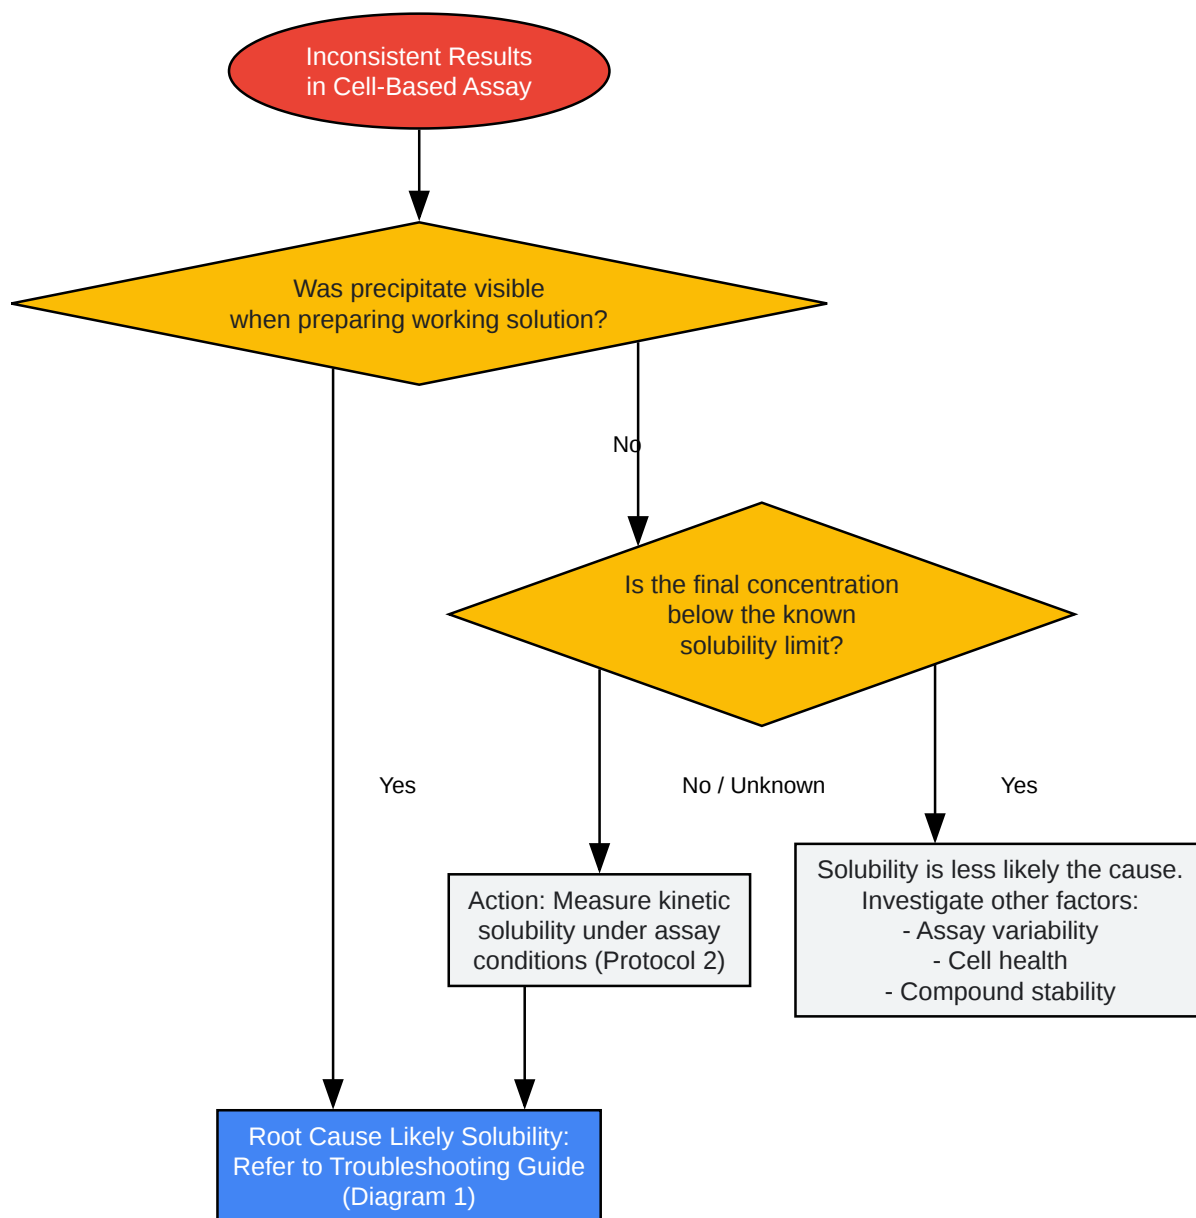 Inconsistent Results
in Cell-Based Assay
Was precipitate visible
when preparing working solution?
No
Is the final concentration
below the known
solubility limit?
Yes
No / Unknown
Yes
Action: Measure kinetic
solubility under assay
conditions (Protocol 2)
Solubility is less likely the cause.
Investigate other factors:
- Assay variability
- Cell health
- Compound stability
Root Cause Likely Solubility:
Refer to Troubleshooting Guide
(Diagram 1)